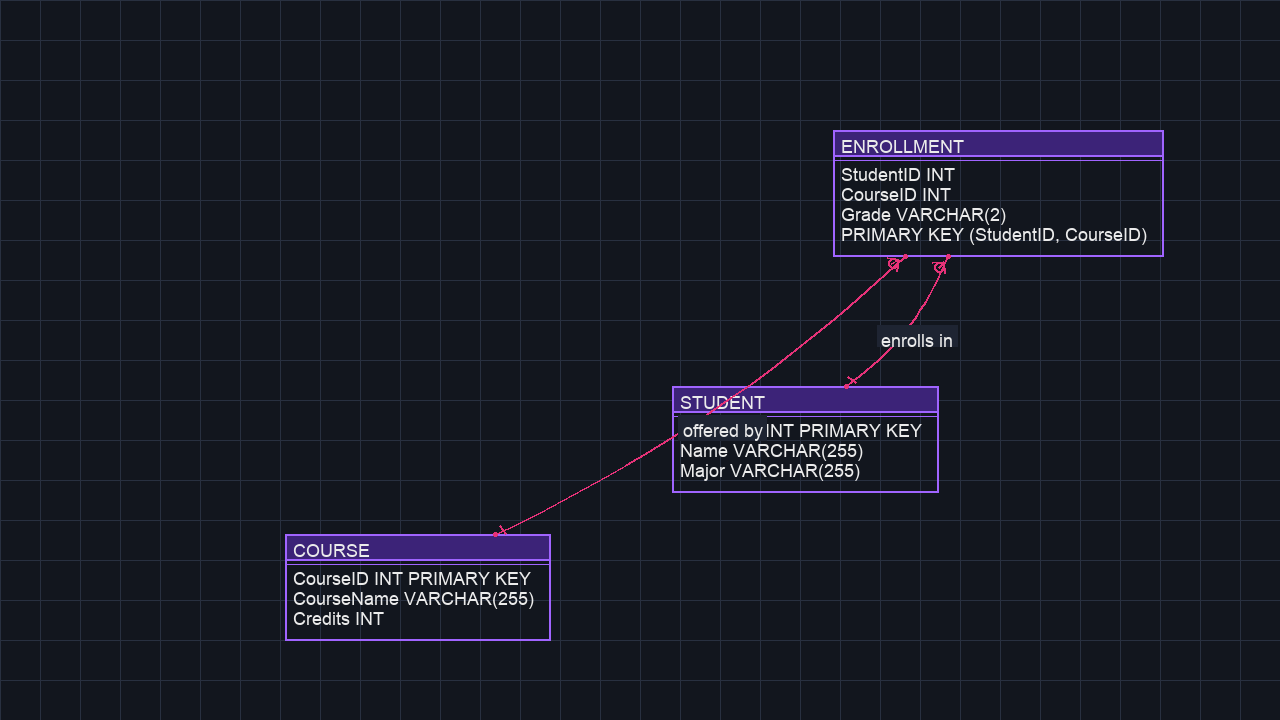 ENROLLMENT
StudentID INT
CourseID INT
Grade VARCHAR(2)
PRIMARY KEY (StudentID, CourseID)
enrolls in
STUDENT
offered by INT PRIMARY KEY
Name VARCHAR(255)
Major VARCHAR(255)
COURSE
CourseID INT PRIMARY KEY
CourseName VARCHAR(255)
Credits INT